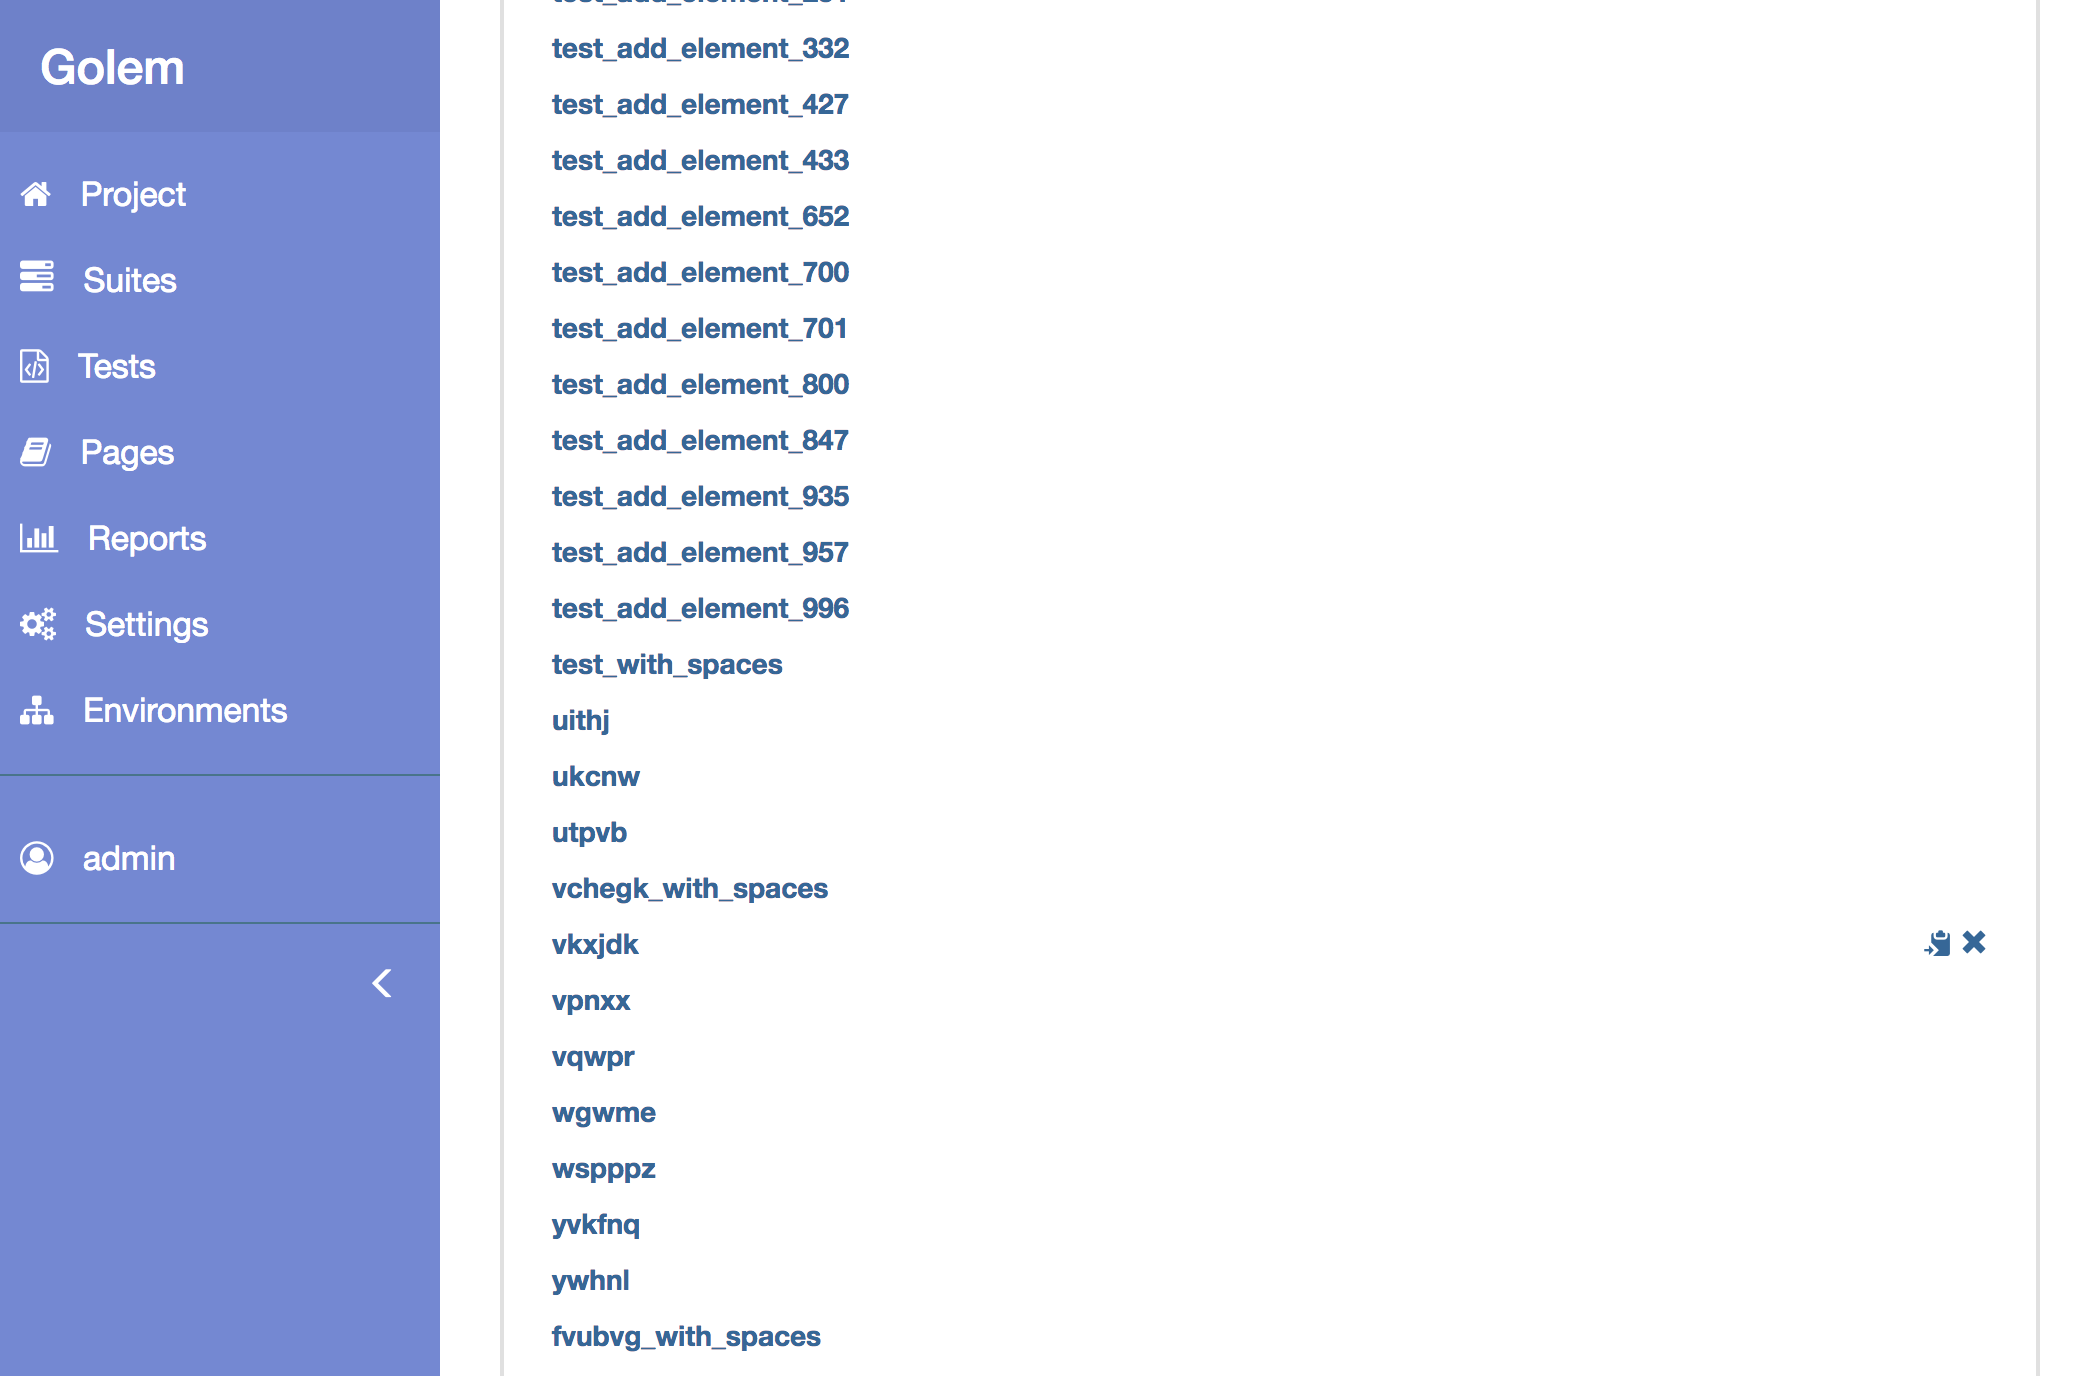 Golem
Project
Suites
Tests
Pages
Reports
Settings
Environments
admin
test_add_element_332
test_add_element_427
test_add_element_433
test_add_element_652
test_add_element_700
test_add_element_701
test_add_element_800
test_add_element_847
test_add_element_935
test_add_element_957
test_add_element_996
test_with_spaces
uithj
ukcnw
utpvb
vchegk_with_spaces
vkxjdk
vpnxx
vqwpr
wgwme
wspppz
yvkfnq
ywhnl
fvubvg_with_spaces